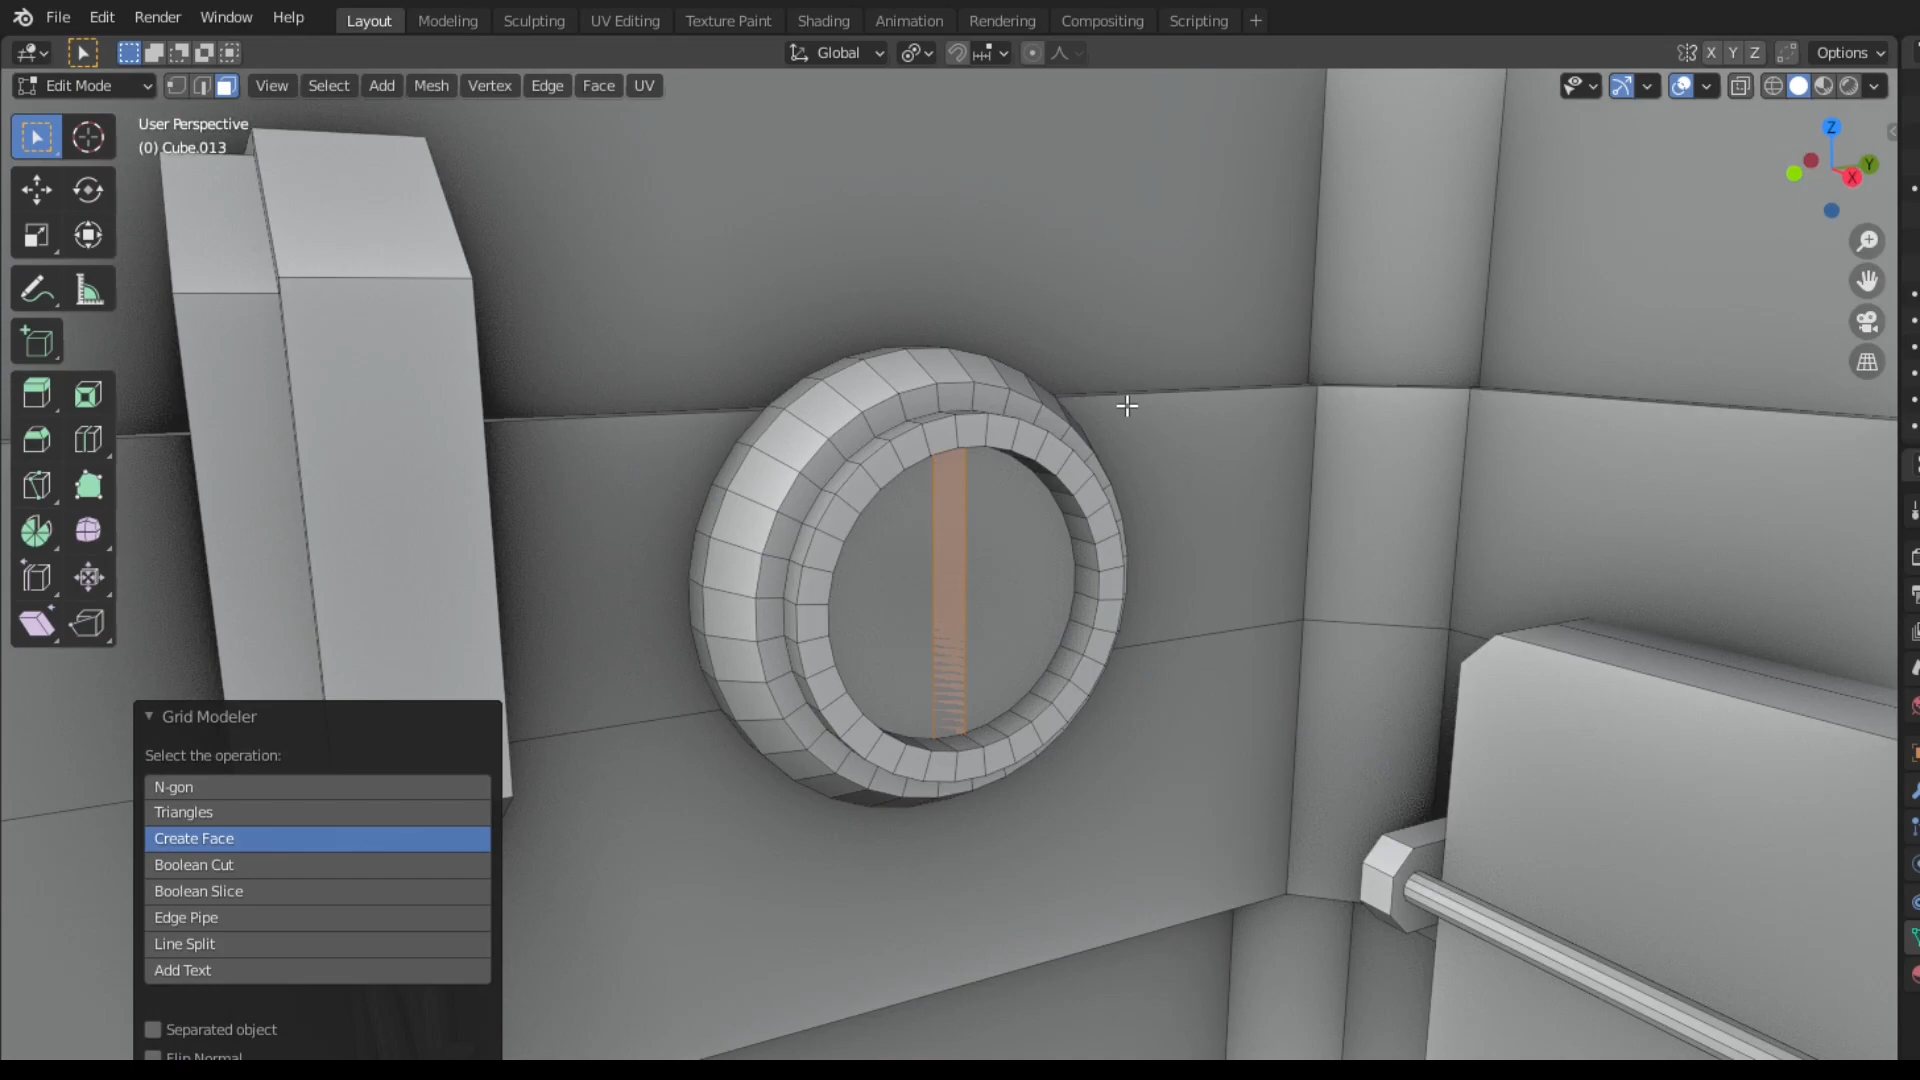 File Edit Render Window Help Layout Modeling Sculpting UV Editing Texture Paint Shading Animation Rendering Compositing Scripting +
Global X Y Z Options
Edit Mode View Select Add Mesh Vertex Edge Face UV
User Perspective
(0) Cube.013
Z
Y
X
Grid Modeler
Select the operation:
N-gon
Triangles
Create Face
Boolean Cut
Boolean Slice
Edge Pipe
Line Split
Add Text
Separated object
Flip Normal